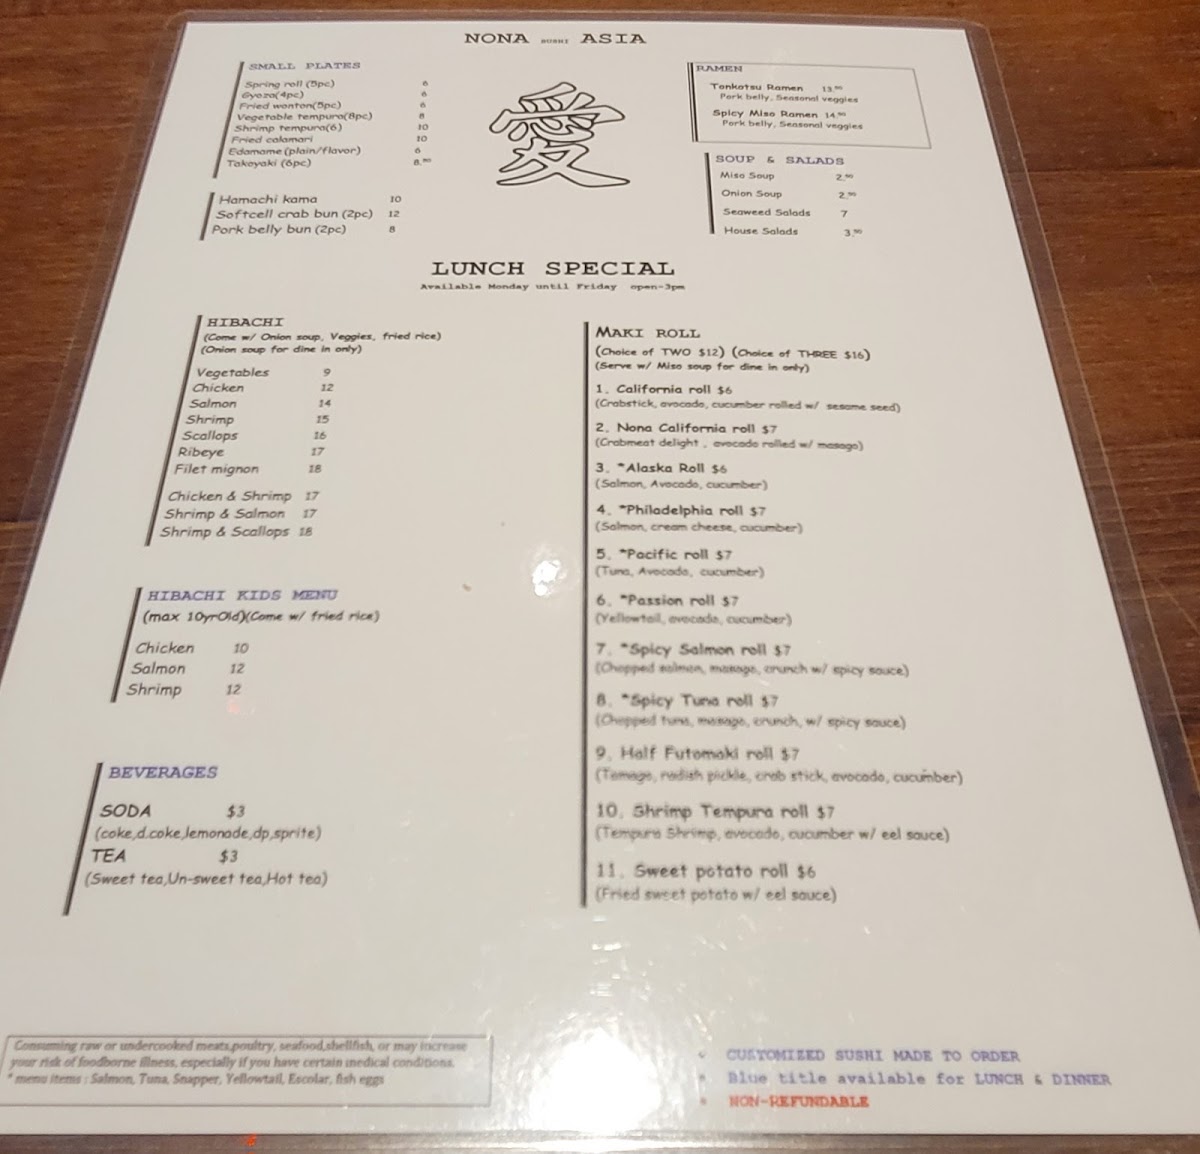 NONA SUSHI ASIA
SMALL PLATES
Spring roll (5pc) 6
Gyoza(4pc) 6
Fried wonton(5pc) 6
Vegetable tempura(8pc) 8
Shrimp tempura(6) 10
Fried calamari 10
Edamame (plain/flavor) 6
Takoyaki (6pc) 8.50
Hamachi kama 10
Softcell crab bun (2pc) 12
Pork belly bun (2pc) 8
愛
RAMEN
Tonkotsu Ramen 13.50
Pork belly, Seasonal veggies
Spicy Miso Ramen 14.50
Pork belly, Seasonal veggies
SOUP & SALADS
Miso Soup 2.50
Onion Soup 2.50
Seaweed Salads 7
House Salads 3.50
LUNCH SPECIAL
Available Monday until Friday open-3pm
HIBACHI
(Come w/ Onion soup, Veggies, fried rice)
(Onion soup for dine in only)
Vegetables 9
Chicken 12
Salmon 14
Shrimp 15
Scallops 16
Ribeye 17
Filet mignon 18
Chicken & Shrimp 17
Shrimp & Salmon 17
Shrimp & Scallops 18
HIBACHI KIDS MENU
(max 10yrOld)(Come w/ fried rice)
Chicken 10
Salmon 12
Shrimp 12
BEVERAGES
SODA $3
(coke,d.coke,lemonade,dp,sprite)
TEA $3
(Sweet tea,Un-sweet tea,Hot tea)
MAKI ROLL
(Choice of TWO $12) (Choice of THREE $16)
(Serve w/ Miso soup for dine in only)
1. California roll $6
(Crabstick, avocado, cucumber rolled w/ sesame seed)
2. Nona California roll $7
(Crabmeat delight , avocado rolled w/ masago)
3. *Alaska Roll $6
(Salmon, Avocado, cucumber)
4. *Philadelphia roll $7
(Salmon, cream cheese, cucumber)
5. *Pacific roll $7
(Tuna, Avocado, cucumber)
6. *Passion roll $7
(Yellowtail, avocado, cucumber)
7. *Spicy Salmon roll $7
(Chopped salmon, masago, crunch w/ spicy sauce)
8. *Spicy Tuna roll $7
(Chopped tuna, masago, crunch, w/ spicy sauce)
9. Half Futomaki roll $7
(Tamago, radish pickle, crab stick, avocado, cucumber)
10. Shrimp Tempura roll $7
(Tempura Shrimp, avocado, cucumber w/ eel sauce)
11. Sweet potato roll $6
(Fried sweet potato w/ eel sauce)
Consuming raw or undercooked meats,poultry, seafood,shellfish, or may increase
your risk of foodborne illness, especially if you have certain medical conditions.
* menu items : Salmon, Tuna, Snapper, Yellowtail, Escolar, fish eggs
CUSTOMIZED SUSHI MADE TO ORDER
Blue title available for LUNCH & DINNER
NON-REFUNDABLE